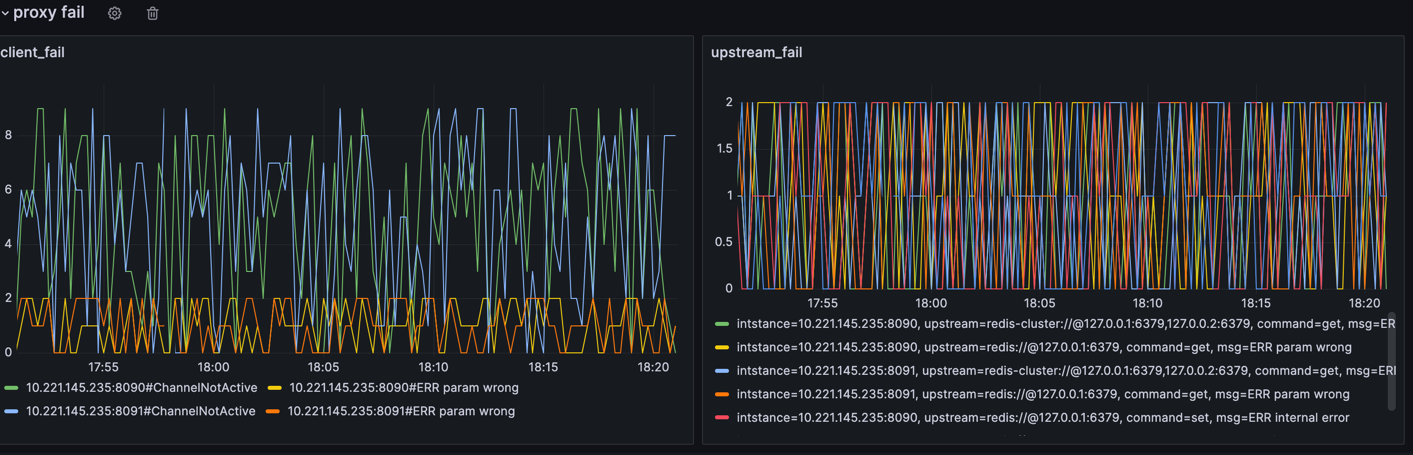 proxy fail
client_fail
8
6
4
2
0
17:55 18:00 18:05 18:10 18:15 18:20
10.221.145.235:8090#ChannelNotActive 10.221.145.235:8090#ERR param wrong
10.221.145.235:8091#ChannelNotActive 10.221.145.235:8091#ERR param wrong
upstream_fail
2
1.5
1
0.5
0
17:55 18:00 18:05 18:10 18:15 18:20
intstance=10.221.145.235:8090, upstream=redis-cluster://@127.0.0.1:6379,127.0.0.2:6379, command=get, msg=ER
intstance=10.221.145.235:8090, upstream=redis://@127.0.0.1:6379, command=get, msg=ERR param wrong
intstance=10.221.145.235:8091, upstream=redis-cluster://@127.0.0.1:6379,127.0.0.2:6379, command=get, msg=ER
intstance=10.221.145.235:8091, upstream=redis://@127.0.0.1:6379, command=get, msg=ERR param wrong
intstance=10.221.145.235:8090, upstream=redis://@127.0.0.1:6379, command=set, msg=ERR internal error